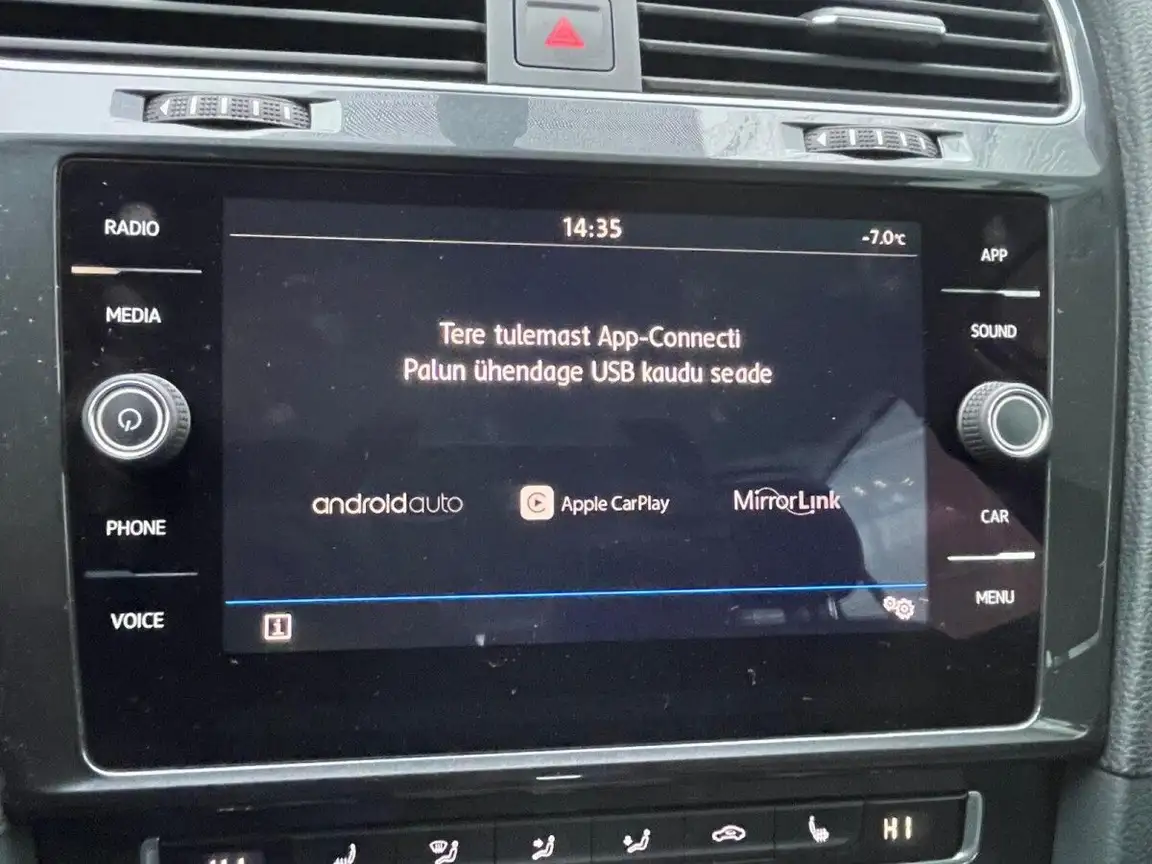 RADIO
MEDIA
PHONE
VOICE
14:35
-7.0°C
Tere tulemast App-Connecti
Palun ühendage USB kaudu seade
androidauto
Apple CarPlay
MirrorLink
i
APP
SOUND
CAR
MENU
HI